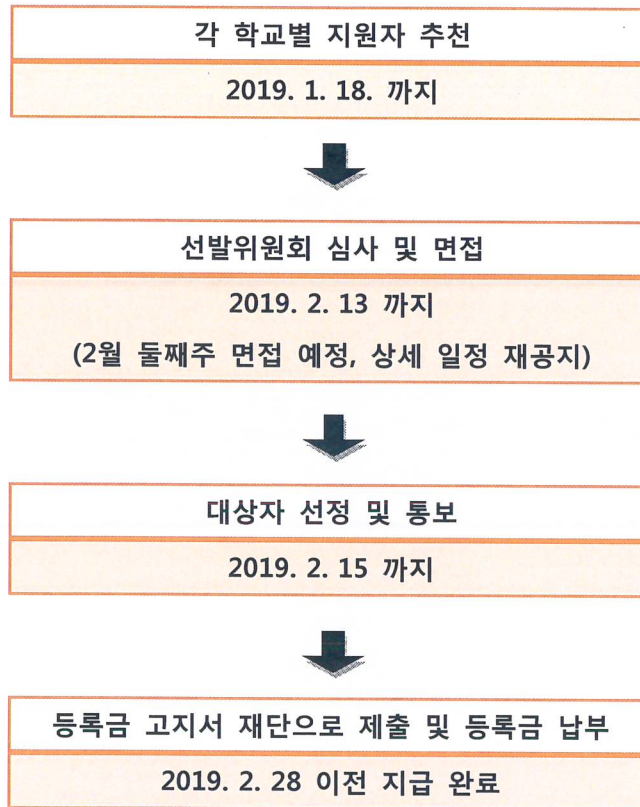 각 학교별 지원자 추천
2019. 1. 18. 까지
선발위원회 심사 및 면접
2019. 2. 13 까지
(2월 둘째주 면접 예정, 상세 일정 재공지)
대상자 선정 및 통보
2019. 2. 15 까지
등록금 고지서 재단으로 제출 및 등록금 납부
2019. 2. 28 이전 지급 완료